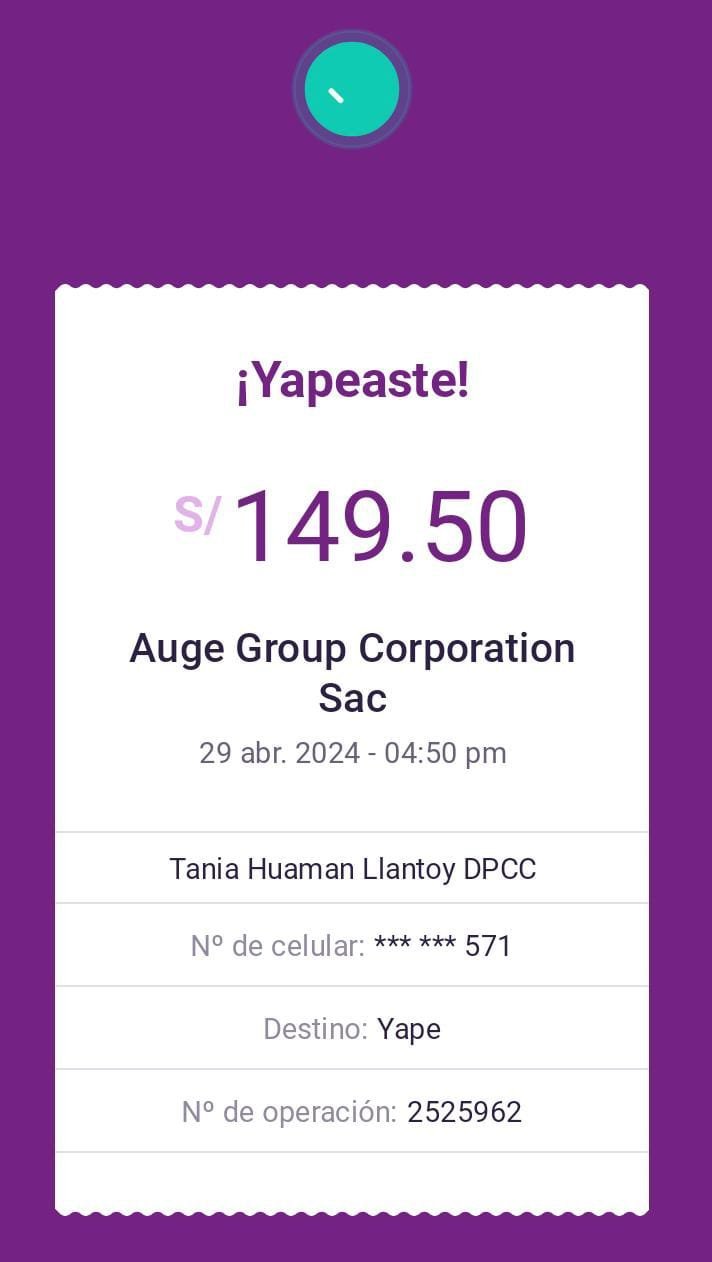 ¡Yapeaste!
S/ 149.50
Auge Group Corporation
Sac
29 abr. 2024 - 04:50 pm
Tania Huaman Llantoy DPCC
Nº de celular: *** *** 571
Destino: Yape
Nº de operación: 2525962